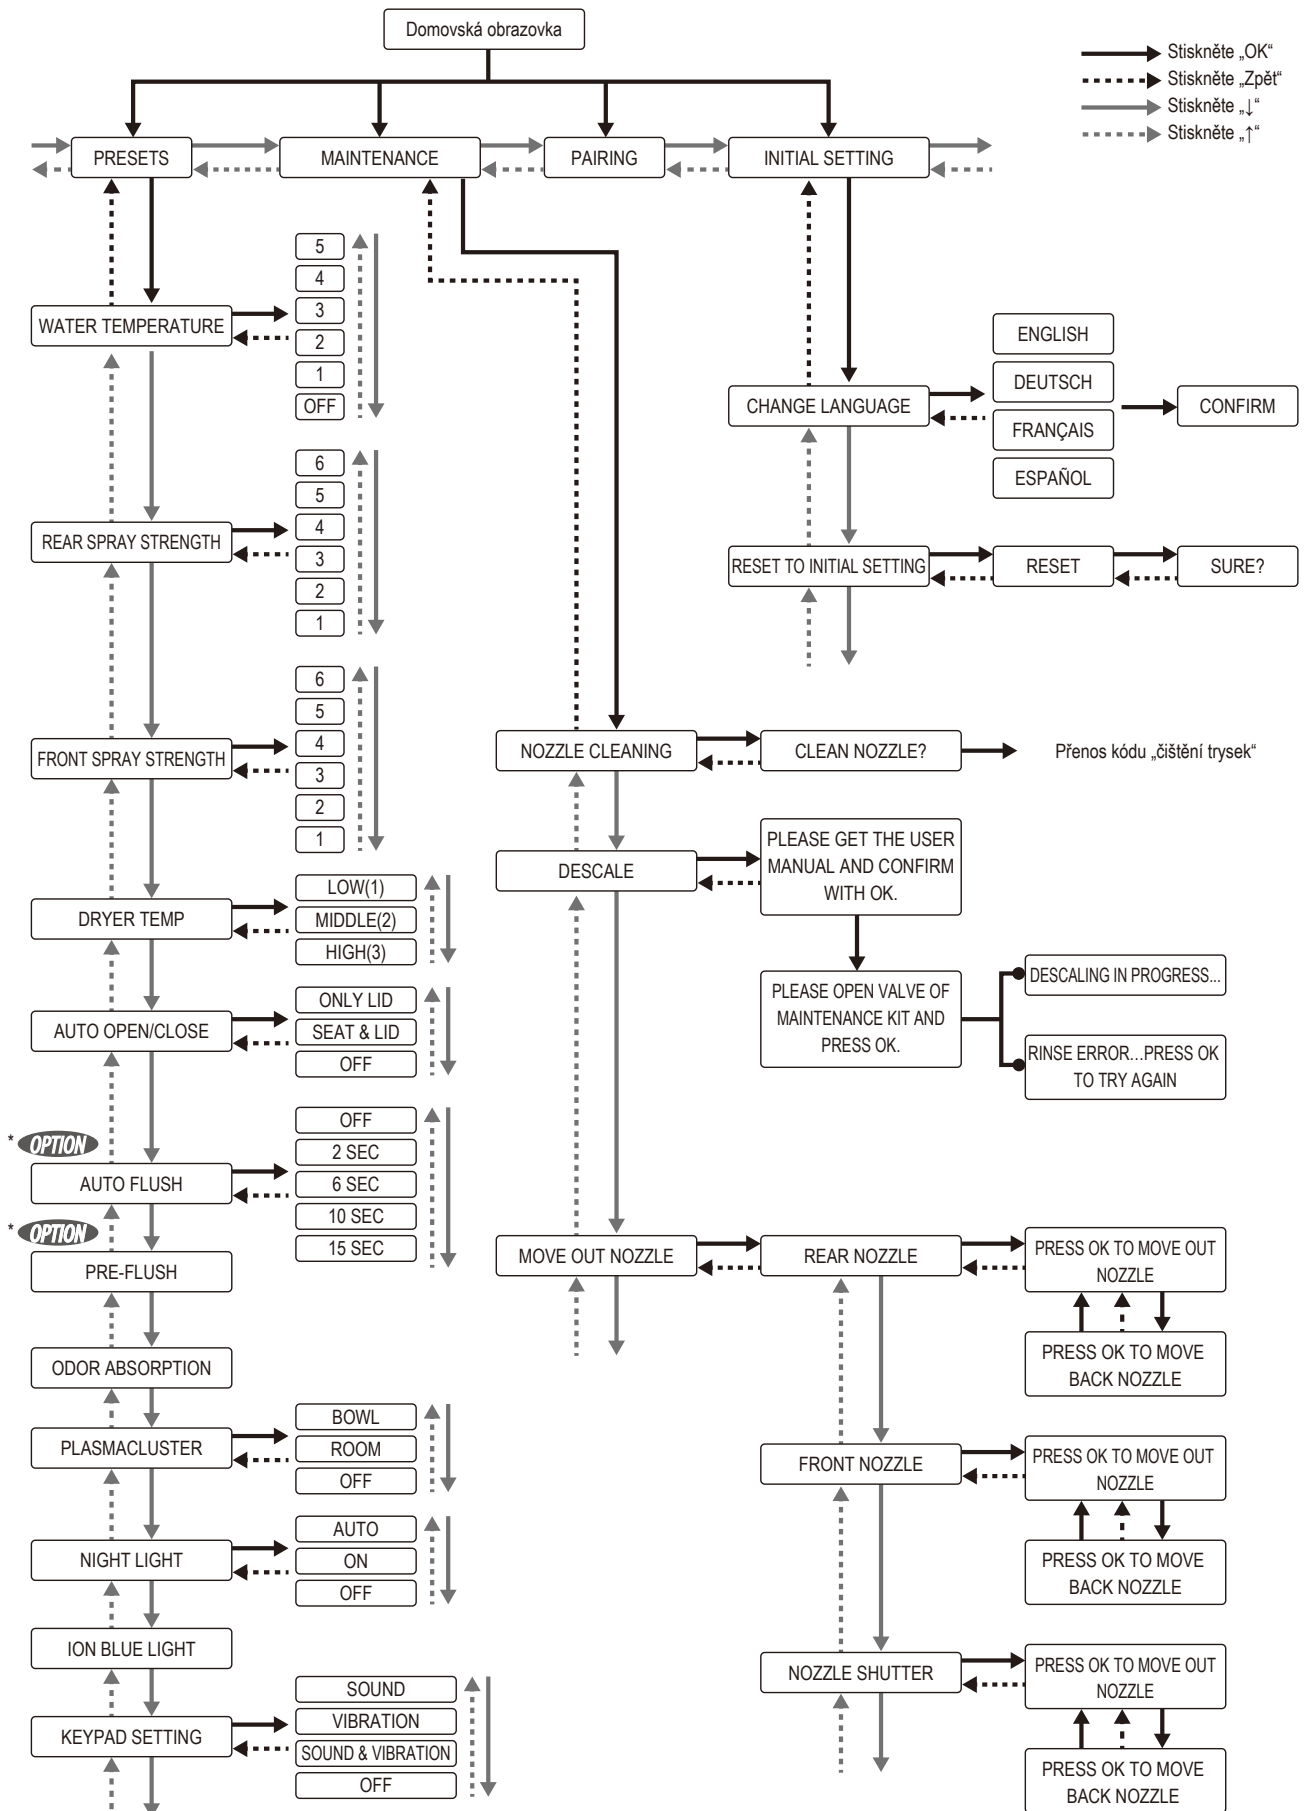 Domovská obrazovka
Stiskněte „OK“
Stiskněte „Zpět“
Stiskněte „↓“
Stiskněte „↑“
PRESETS
MAINTENANCE
PAIRING
INITIAL SETTING
WATER TEMPERATURE
5
4
3
2
1
OFF
REAR SPRAY STRENGTH
6
5
4
3
2
1
FRONT SPRAY STRENGTH
6
5
4
3
2
1
DRYER TEMP
LOW(1)
MIDDLE(2)
HIGH(3)
AUTO OPEN/CLOSE
ONLY LID
SEAT & LID
OFF
* OPTION
AUTO FLUSH
OFF
2 SEC
6 SEC
10 SEC
15 SEC
* OPTION
PRE-FLUSH
ODOR ABSORPTION
PLASMACLUSTER
BOWL
ROOM
OFF
NIGHT LIGHT
AUTO
ON
OFF
ION BLUE LIGHT
KEYPAD SETTING
SOUND
VIBRATION
SOUND & VIBRATION
OFF
NOZZLE CLEANING
CLEAN NOZZLE?
Přenos kódu „čištění trysek“
DESCALE
PLEASE GET THE USER
MANUAL AND CONFIRM
WITH OK.
PLEASE OPEN VALVE OF
MAINTENANCE KIT AND
PRESS OK.
DESCALING IN PROGRESS...
RINSE ERROR...PRESS OK
TO TRY AGAIN
MOVE OUT NOZZLE
REAR NOZZLE
PRESS OK TO MOVE OUT
NOZZLE
PRESS OK TO MOVE
BACK NOZZLE
FRONT NOZZLE
PRESS OK TO MOVE OUT
NOZZLE
PRESS OK TO MOVE
BACK NOZZLE
NOZZLE SHUTTER
PRESS OK TO MOVE OUT
NOZZLE
PRESS OK TO MOVE
BACK NOZZLE
CHANGE LANGUAGE
ENGLISH
DEUTSCH
FRANÇAIS
ESPAÑOL
CONFIRM
RESET TO INITIAL SETTING
RESET
SURE?